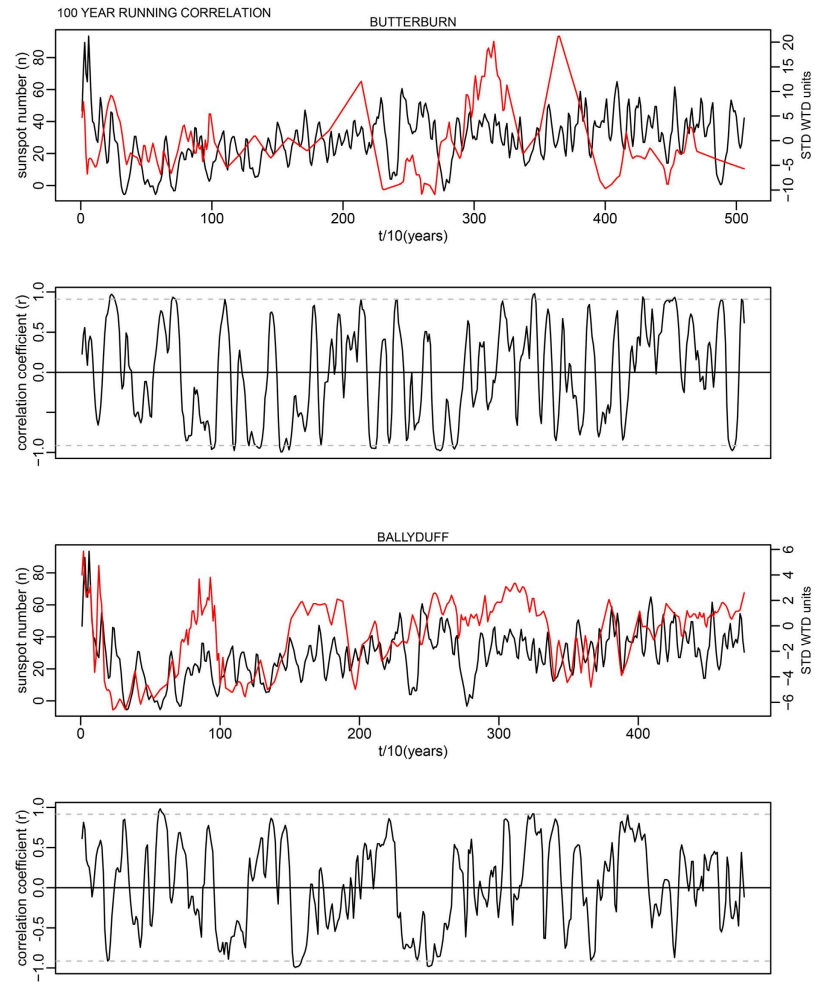 100 YEAR RUNNING CORRELATION
BUTTERBURN
sunspot number (n)
0 20 40 60 80
STD WTD units
−10 −5 0 5 10 15 20
0 100 200 300 400 500
t/10(years)
correlation coefficient (r)
−1.0 0.0 0.5 1.0
BALLYDUFF
sunspot number (n)
0 20 40 60 80
STD WTD units
−6 −4 −2 0 2 4 6
0 100 200 300 400
t/10(years)
correlation coefficient (r)
−1.0 −0.5 0.0 0.5 1.0